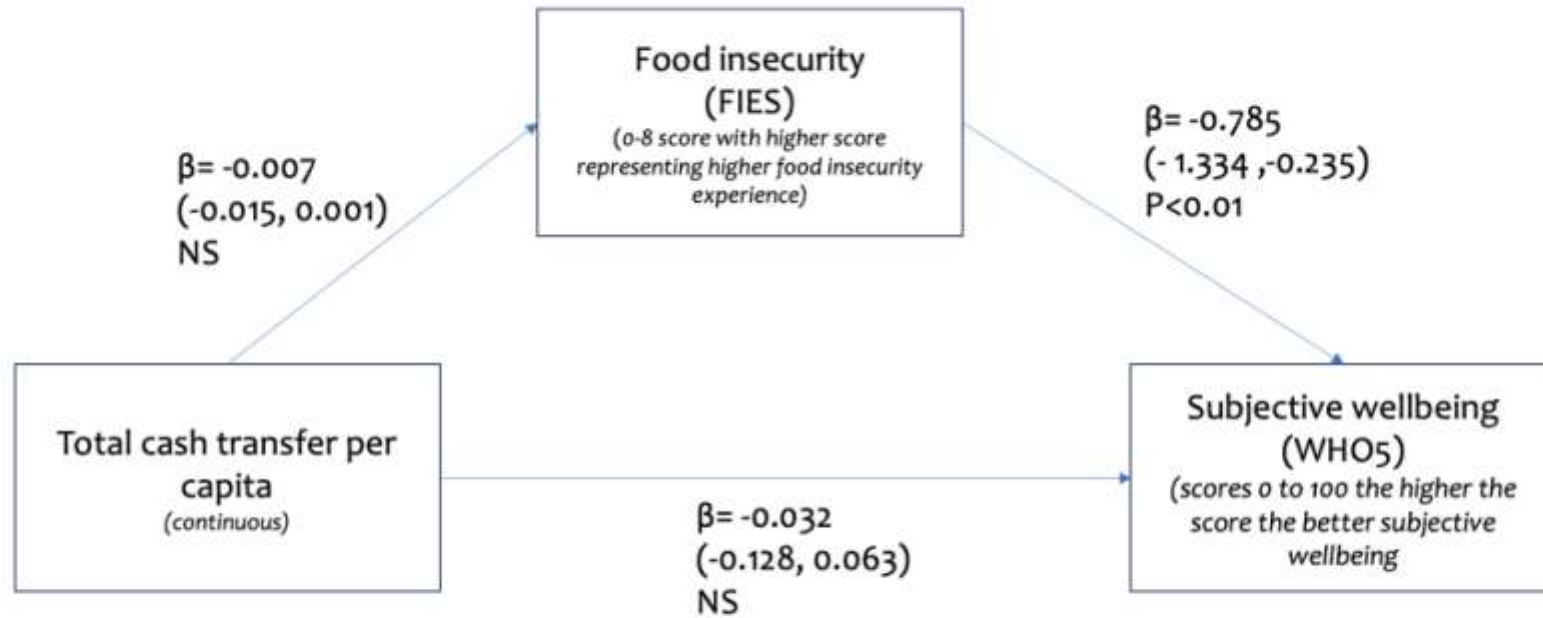 Food insecurity
(FIES)
(0-8 score with higher score
representing higher food insecurity
experience)
β= -0.007
(-0.015, 0.001)
NS
β= -0.785
(- 1.334 ,-0.235)
P<0.01
Total cash transfer per
capita
(continuous)
β= -0.032
(-0.128, 0.063)
NS
Subjective wellbeing
(WHO5)
(scores 0 to 100 the higher the
score the better subjective
wellbeing